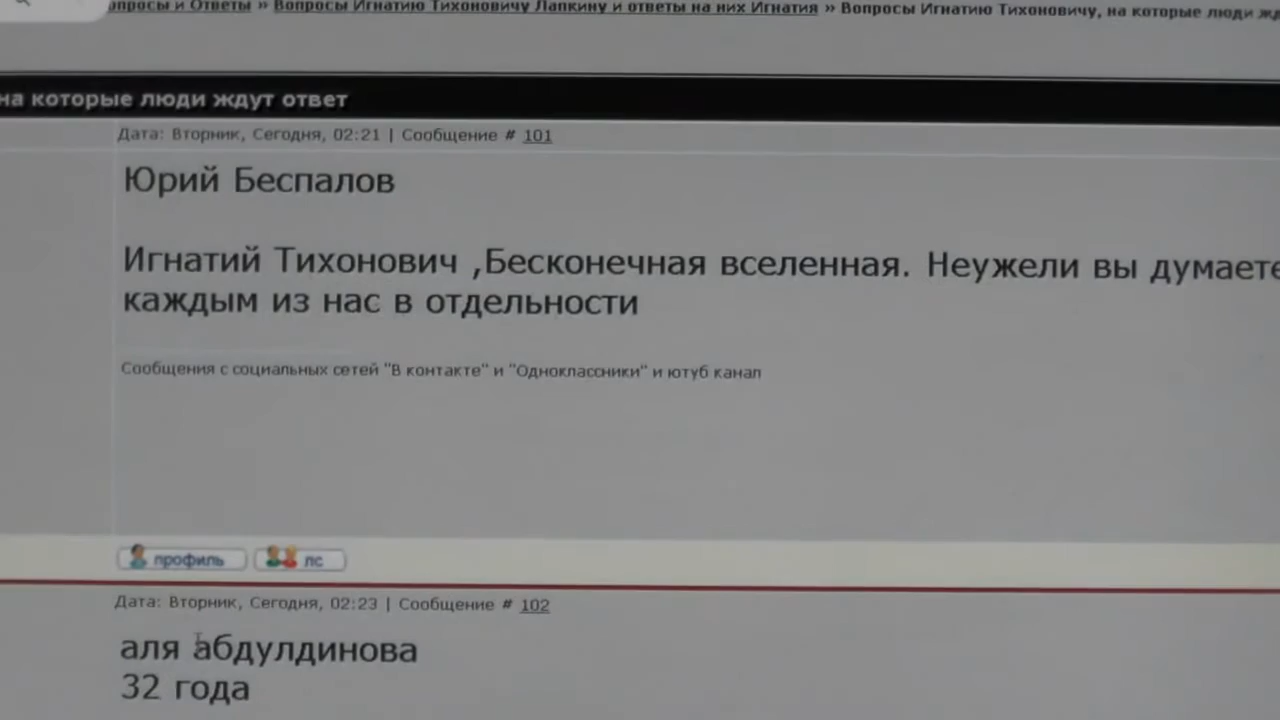 опросы и Ответы » Вопросы Игнатию Тихоновичу Лапкину и ответы на них Игнатия » Вопросы Игнатию Тихоновичу, на которые люди жд
на которые люди ждут ответ
Дата: Вторник, Сегодня, 02:21 | Сообщение # 101
Юрий Беспалов
Игнатий Тихонович ,Бесконечная вселенная. Неужели вы думаете
каждым из нас в отдельности
Сообщения с социальных сетей "В контакте" и "Одноклассники" и ютуб канал
профиль лс
Дата: Вторник, Сегодня, 02:23 | Сообщение # 102
аля абдулдинова
32 года